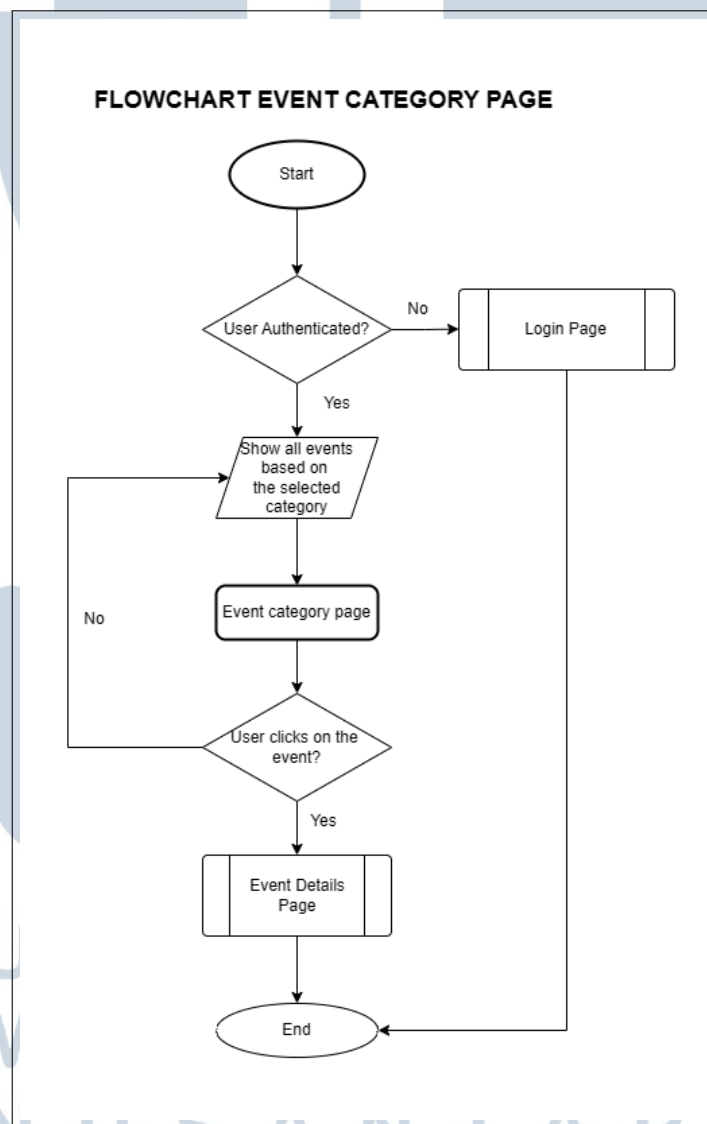 FLOWCHART EVENT CATEGORY PAGE
Start
User Authenticated?
No
Login Page
Yes
Show all events
based on
the selected
category
Event category page
No
User clicks on the
event?
Yes
Event Details
Page
End